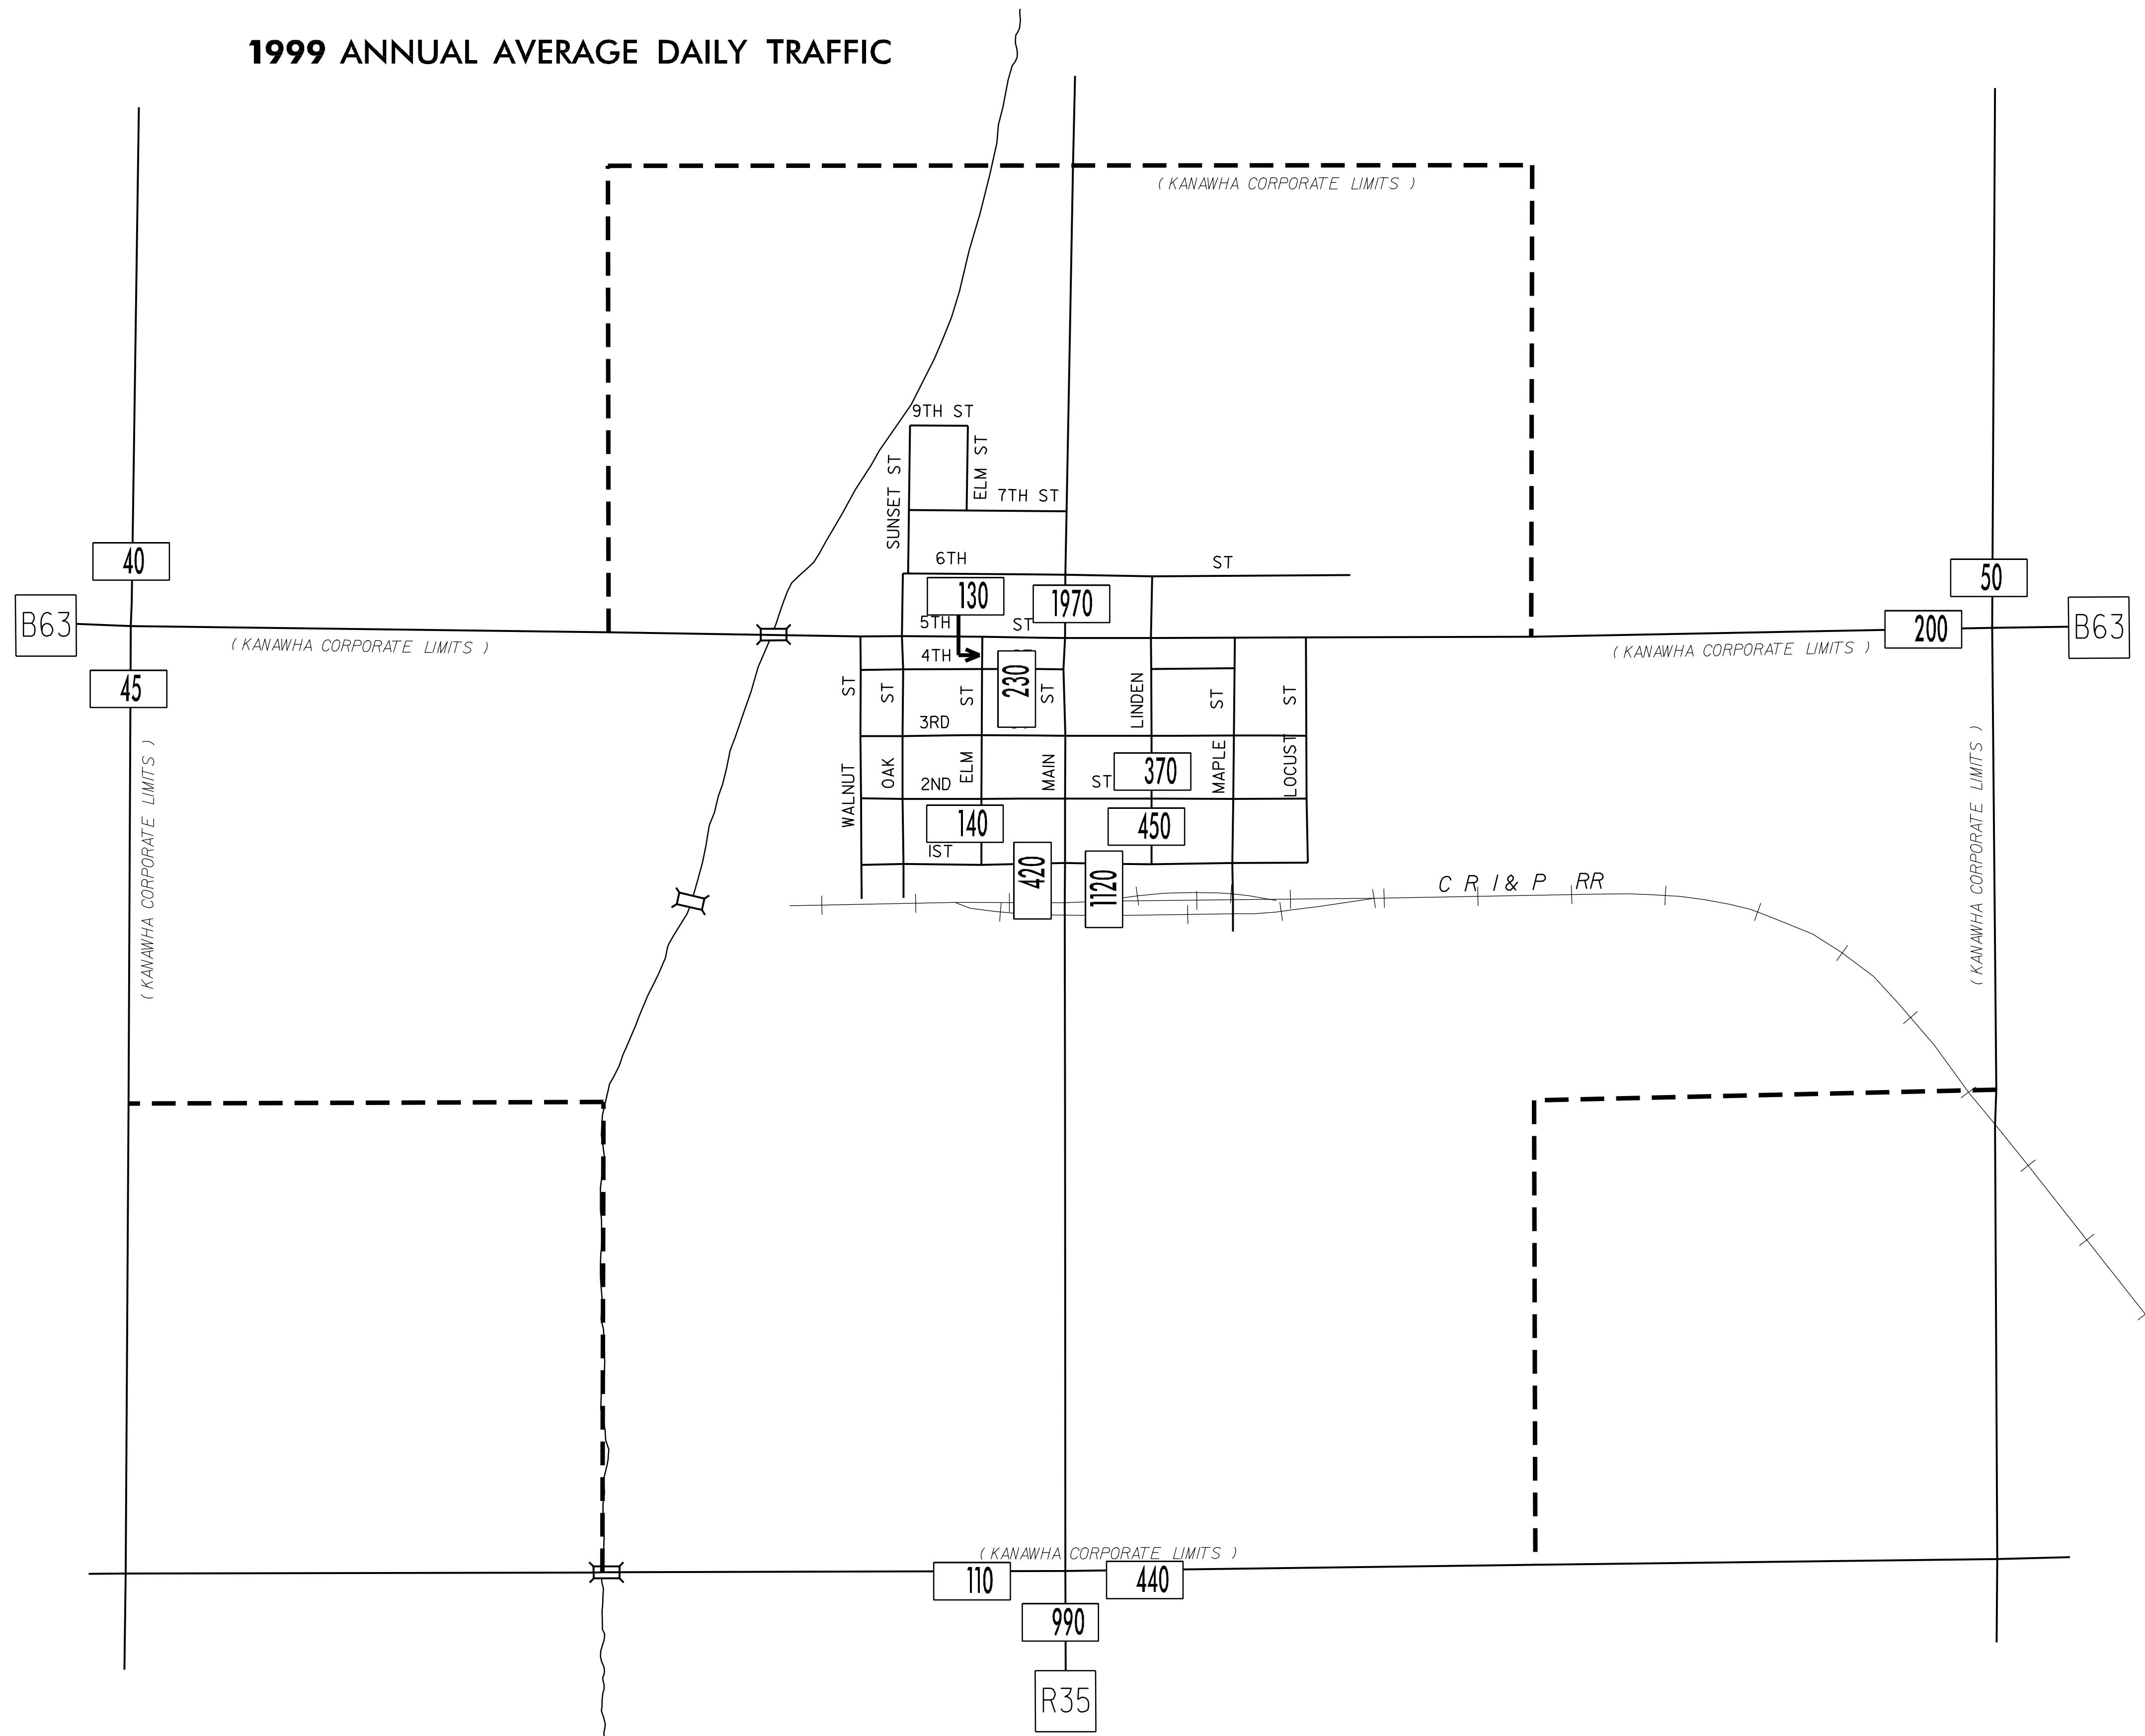 1999 ANNUAL AVERAGE DAILY TRAFFIC
( KANAWHA CORPORATE LIMITS )
9TH ST
SUNSET ST
ELM ST
7TH ST
6TH ST
40
130
1970
50
B63
5TH ST
200
B63
( KANAWHA CORPORATE LIMITS )
4TH
( KANAWHA CORPORATE LIMITS )
45
230
WALNUT ST
OAK ST
ELM ST
MAIN ST
LINDEN
MAPLE ST
LOCUST ST
3RD
2ND ST
370
140
450
1ST
420
1120
C R I & P RR
( KANAWHA CORPORATE LIMITS )
( KANAWHA CORPORATE LIMITS )
( KANAWHA CORPORATE LIMITS )
110
440
990
R35